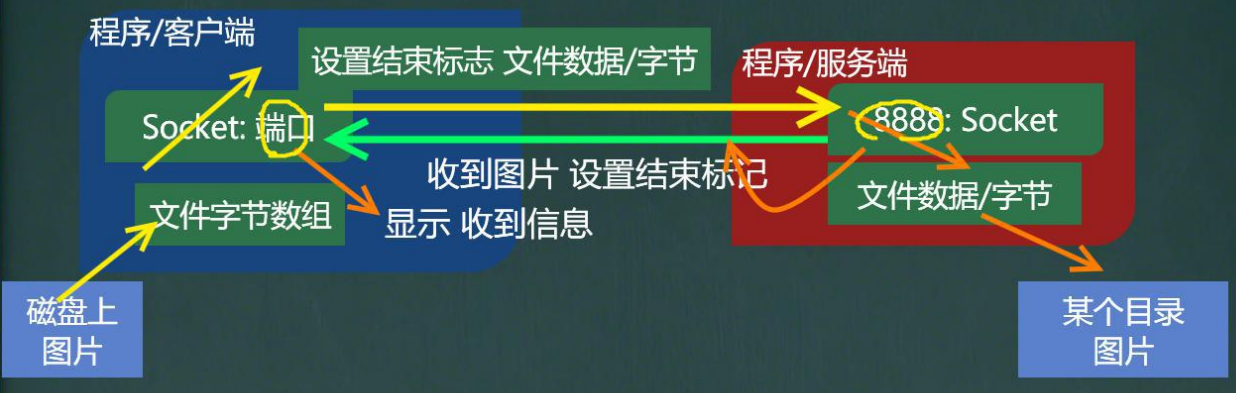 程序/客户端
设置结束标志 文件数据/字节
程序/服务端
Socket: 端口
8888: Socket
收到图片 设置结束标记
文件字节数组
显示 收到信息
文件数据/字节
磁盘上
图片
某个目录
图片